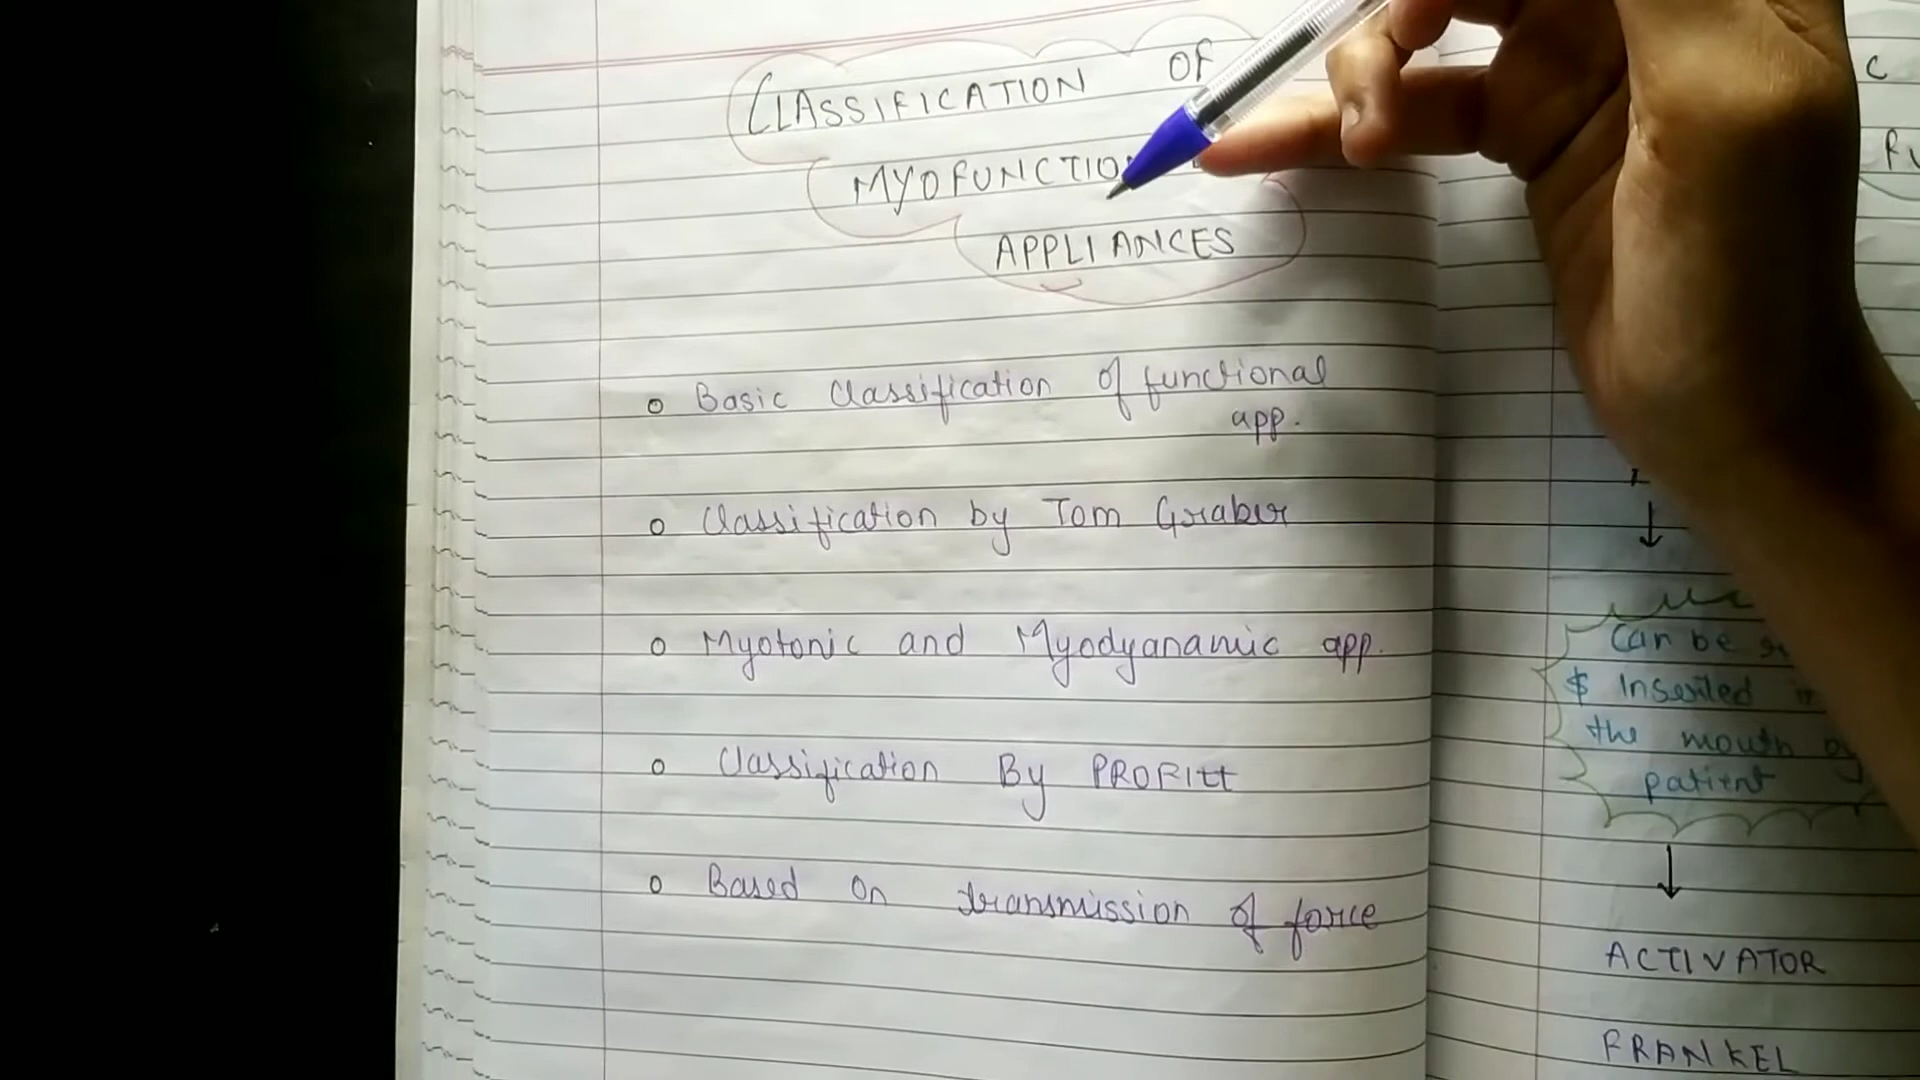 CLASSIFICATION OF
MYOFUNCTIO
APPLIANCES
o Basic Classification of functional
app.
o Classification by Tom Graber
o Myotonic and Myodyanamic app.
o Classification By PROFItt
o Based On transmission of force
C
Can be
$ Inserted
the mouth
patient
ACTIVATOR
FRANKEL